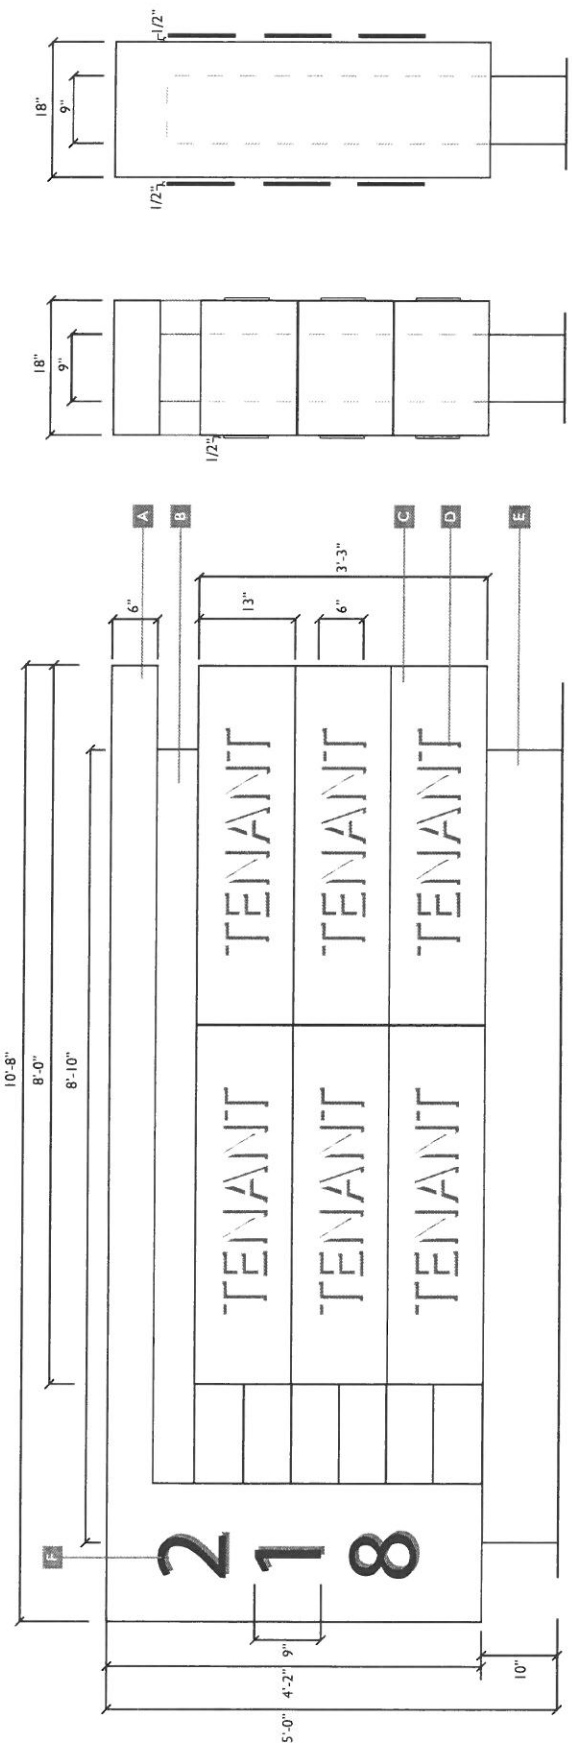 10'-8"
8'-0"
8'-10"
F
2
1
8
TENANT TENANT
TENANT TENANT
TENANT TENANT
5'-0"
4'-2"
9"
10"
6"
13"
6"
3'-3"
A
B
C
D
E
18"
9"
1/2"
18"
9"
1/2"
1/2"